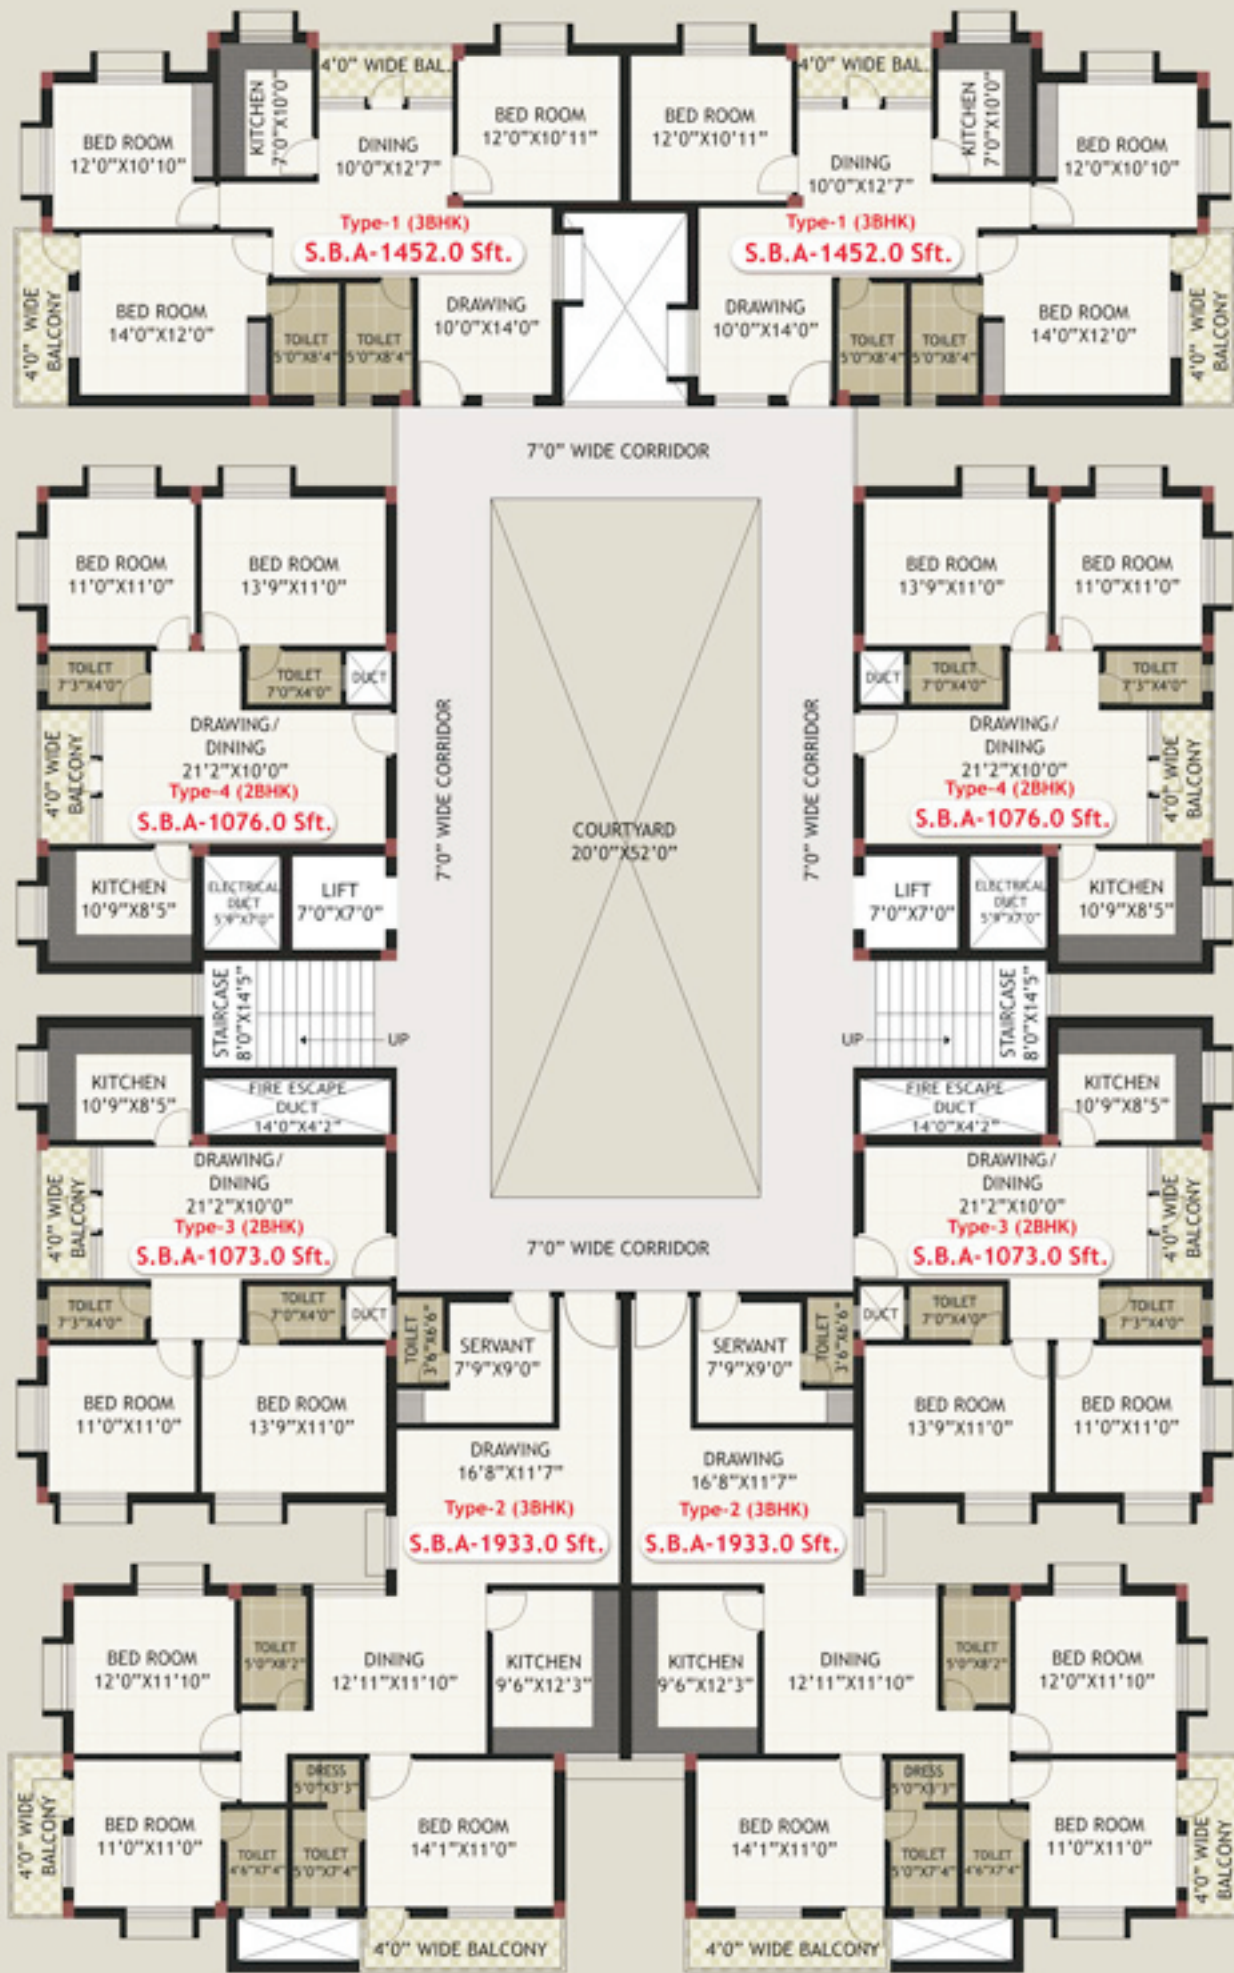 4'0" WIDE BAL.
4'0" WIDE BAL.
KITCHEN
7'0"X10'0"
BED ROOM
12'0"X10'11"
BED ROOM
12'0"X10'11"
KITCHEN
7'0"X10'0"
BED ROOM
12'0"X10'10"
DINING
10'0"X12'7"
DINING
10'0"X12'7"
BED ROOM
12'0"X10'10"
Type-1 (3BHK)
S.B.A-1452.0 Sft.
Type-1 (3BHK)
S.B.A-1452.0 Sft.
4'0" WIDE
BALCONY
BED ROOM
14'0"X12'0"
TOILET
5'0"X8'4"
TOILET
5'0"X8'4"
DRAWING
10'0"X14'0"
DRAWING
10'0"X14'0"
TOILET
5'0"X8'4"
TOILET
5'0"X8'4"
BED ROOM
14'0"X12'0"
4'0" WIDE
BALCONY
7'0" WIDE CORRIDOR
BED ROOM
11'0"X11'0"
BED ROOM
13'9"X11'0"
BED ROOM
13'9"X11'0"
BED ROOM
11'0"X11'0"
TOILET
7'3"X4'0"
TOILET
7'0"X4'0"
DUCT
DUCT
TOILET
7'0"X4'0"
TOILET
7'3"X4'0"
4'0" WIDE
BALCONY
DRAWING/
DINING
21'2"X10'0"
Type-4 (2BHK)
S.B.A-1076.0 Sft.
7'0" WIDE CORRIDOR
COURTYARD
20'0"X52'0"
7'0" WIDE CORRIDOR
DRAWING/
DINING
21'2"X10'0"
Type-4 (2BHK)
S.B.A-1076.0 Sft.
4'0" WIDE
BALCONY
KITCHEN
10'9"X8'5"
ELECTRICAL
DUCT
5'9"X7'0"
LIFT
7'0"X7'0"
LIFT
7'0"X7'0"
ELECTRICAL
DUCT
5'9"X7'0"
KITCHEN
10'9"X8'5"
STAIRCASE
8'0"X14'5"
UP
UP
STAIRCASE
8'0"X14'5"
KITCHEN
10'9"X8'5"
FIRE ESCAPE
DUCT
14'0"X4'2"
FIRE ESCAPE
DUCT
14'0"X4'2"
KITCHEN
10'9"X8'5"
4'0" WIDE
BALCONY
DRAWING/
DINING
21'2"X10'0"
Type-3 (2BHK)
S.B.A-1073.0 Sft.
7'0" WIDE CORRIDOR
DRAWING/
DINING
21'2"X10'0"
Type-3 (2BHK)
S.B.A-1073.0 Sft.
4'0" WIDE
BALCONY
TOILET
7'3"X4'0"
TOILET
7'0"X4'0"
DUCT
TOILET
3'6"X6'6"
SERVANT
7'9"X9'0"
SERVANT
7'9"X9'0"
TOILET
3'6"X6'6"
DUCT
TOILET
7'0"X4'0"
TOILET
7'3"X4'0"
BED ROOM
11'0"X11'0"
BED ROOM
13'9"X11'0"
BED ROOM
13'9"X11'0"
BED ROOM
11'0"X11'0"
DRAWING
16'8"X11'7"
Type-2 (3BHK)
S.B.A-1933.0 Sft.
DRAWING
16'8"X11'7"
Type-2 (3BHK)
S.B.A-1933.0 Sft.
BED ROOM
12'0"X11'10"
TOILET
5'0"X8'2"
DINING
12'11"X11'10"
KITCHEN
9'6"X12'3"
KITCHEN
9'6"X12'3"
DINING
12'11"X11'10"
TOILET
5'0"X8'2"
BED ROOM
12'0"X11'10"
4'0" WIDE
BALCONY
BED ROOM
11'0"X11'0"
TOILET
4'6"X7'4"
DRESS
5'0"X3'3"
TOILET
5'0"X7'4"
BED ROOM
14'1"X11'0"
BED ROOM
14'1"X11'0"
DRESS
5'0"X3'3"
TOILET
5'0"X7'4"
TOILET
4'6"X7'4"
BED ROOM
11'0"X11'0"
4'0" WIDE
BALCONY
4'0" WIDE BALCONY
4'0" WIDE BALCONY